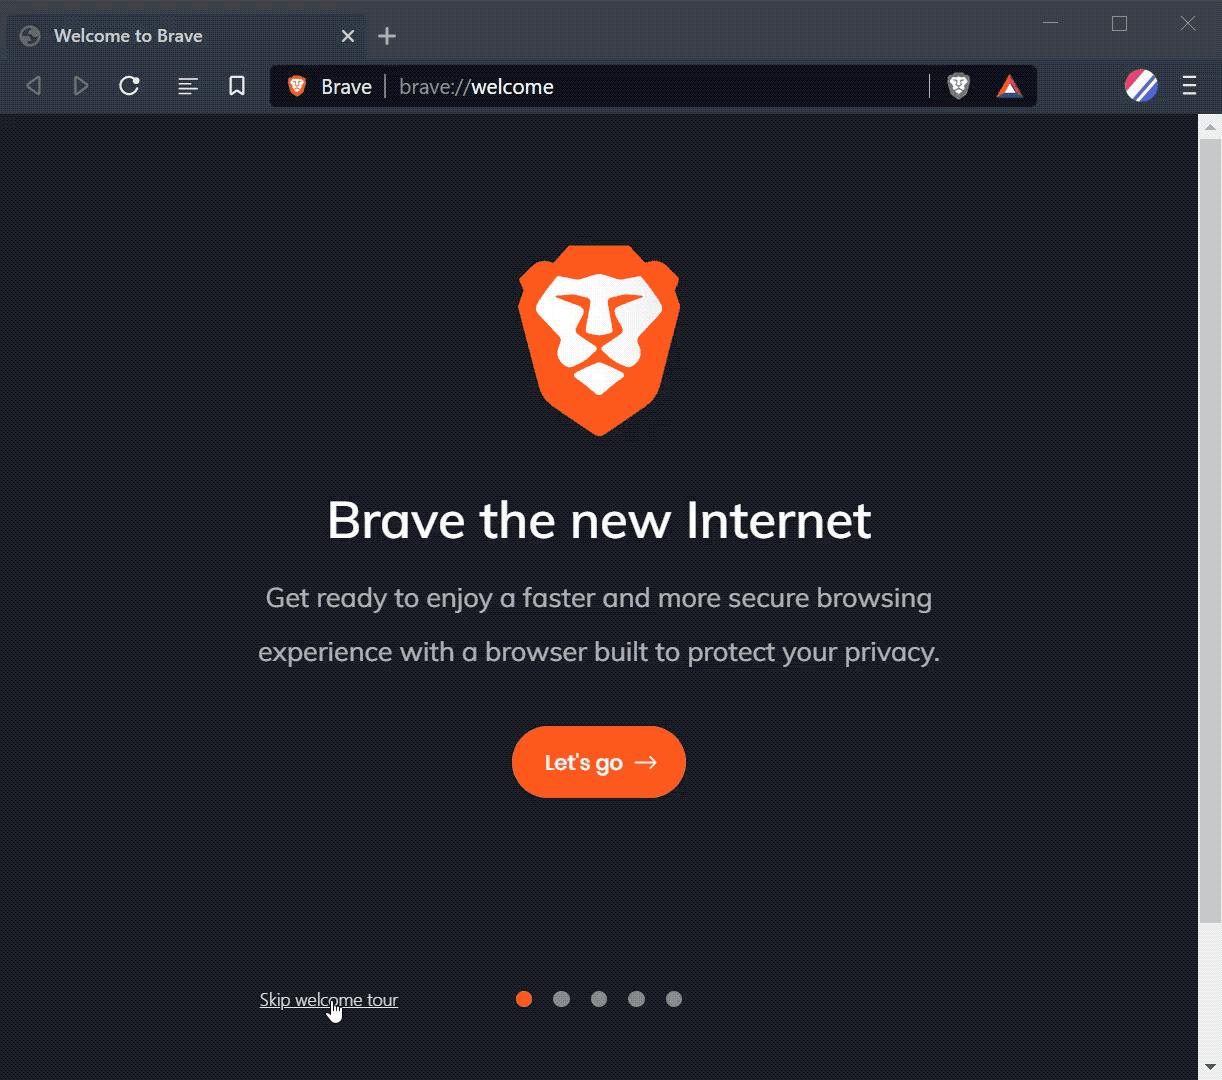 Welcome to Brave
Brave brave://welcome
Brave the new Internet
Get ready to enjoy a faster and more secure browsing
experience with a browser built to protect your privacy.
Let's go
Skip welcome tour